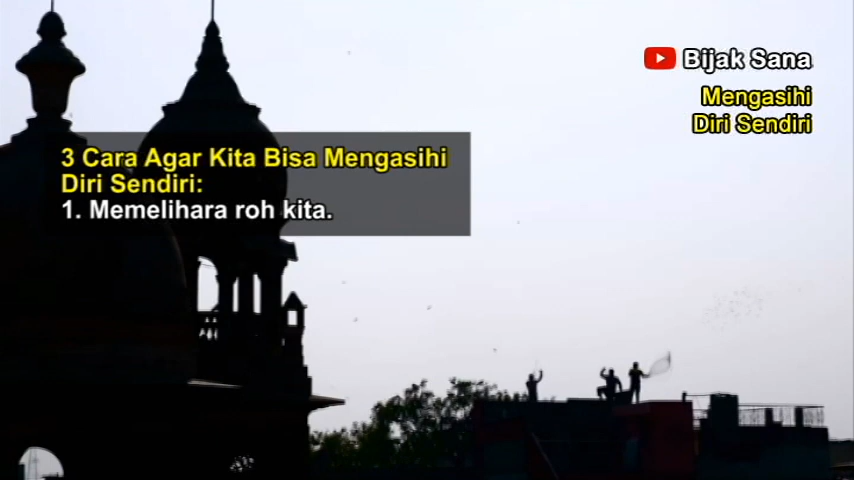 Bijak Sana
Mengasihi
Diri Sendiri
3 Cara Agar Kita Bisa Mengasihi
Diri Sendiri:
1. Memelihara roh kita.